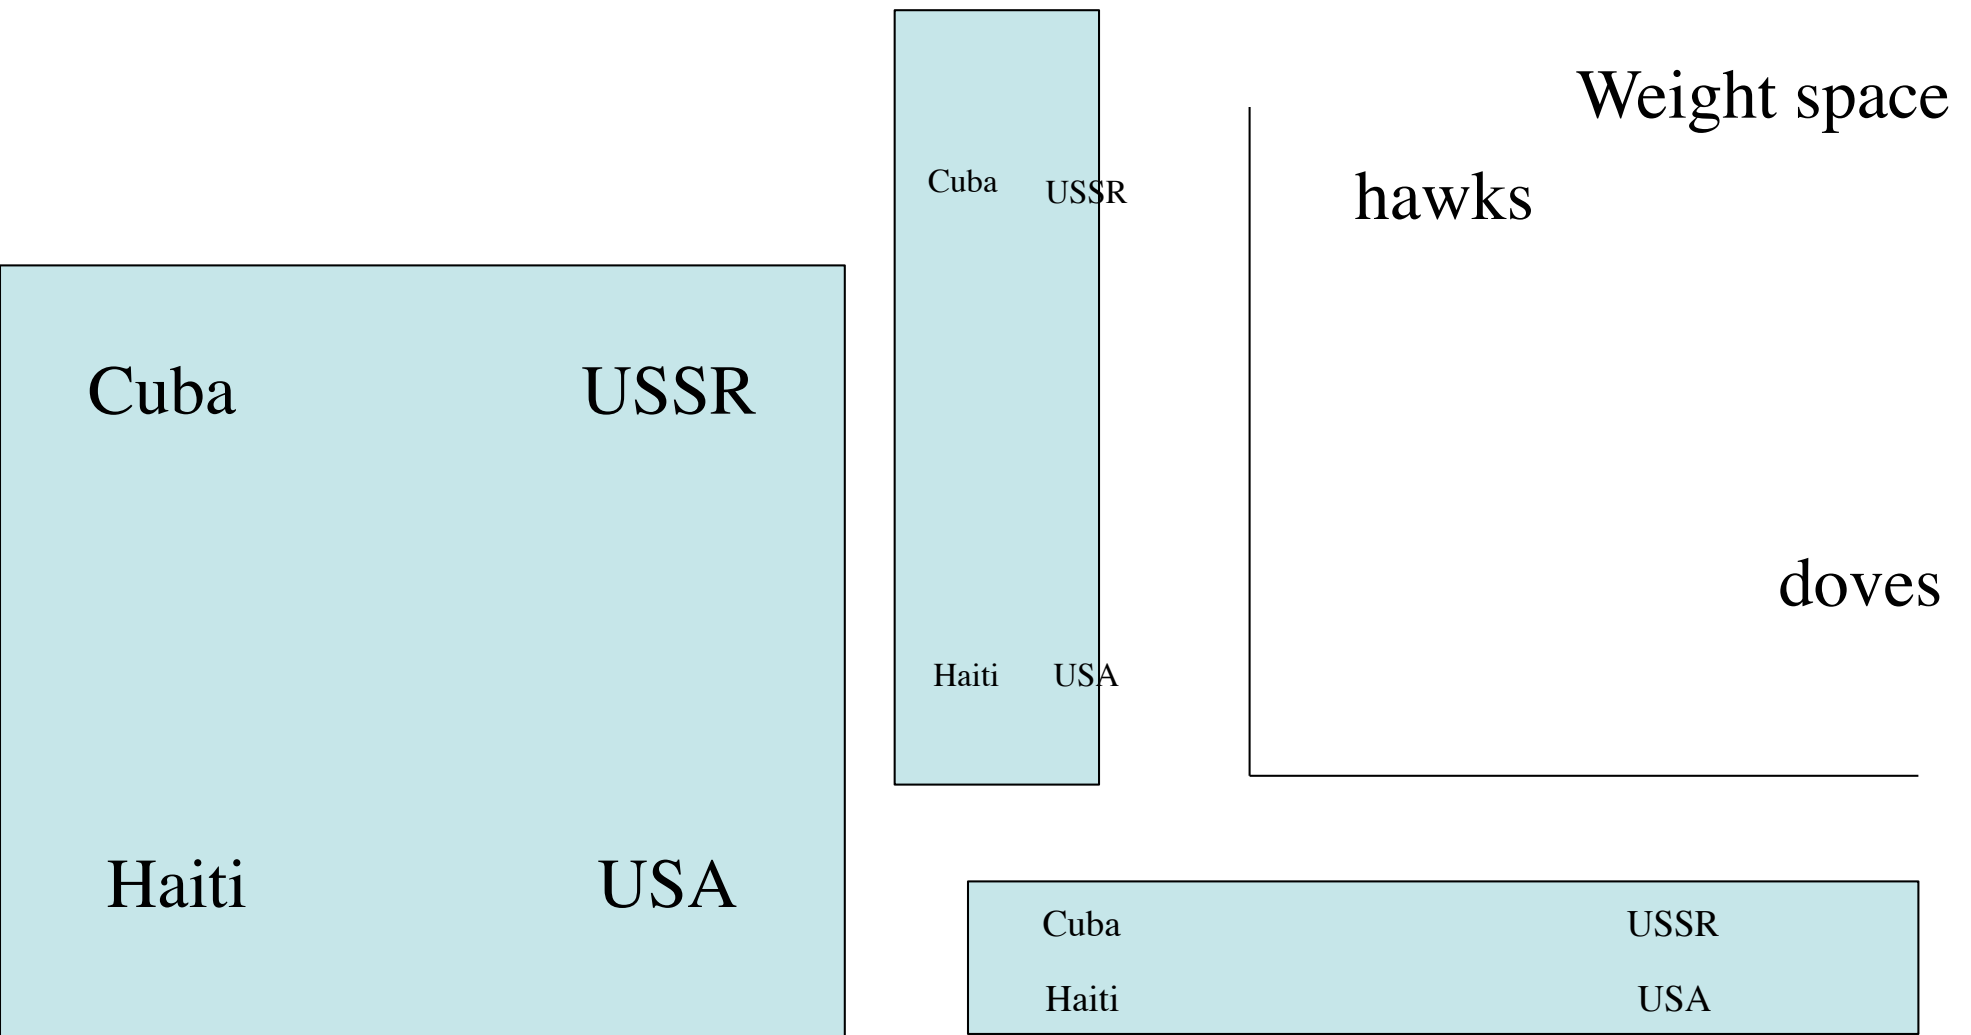 Cuba USSR
Haiti USA
Cuba USSR
Haiti USA
Weight space
hawks
doves
Cuba USSR
Haiti USA